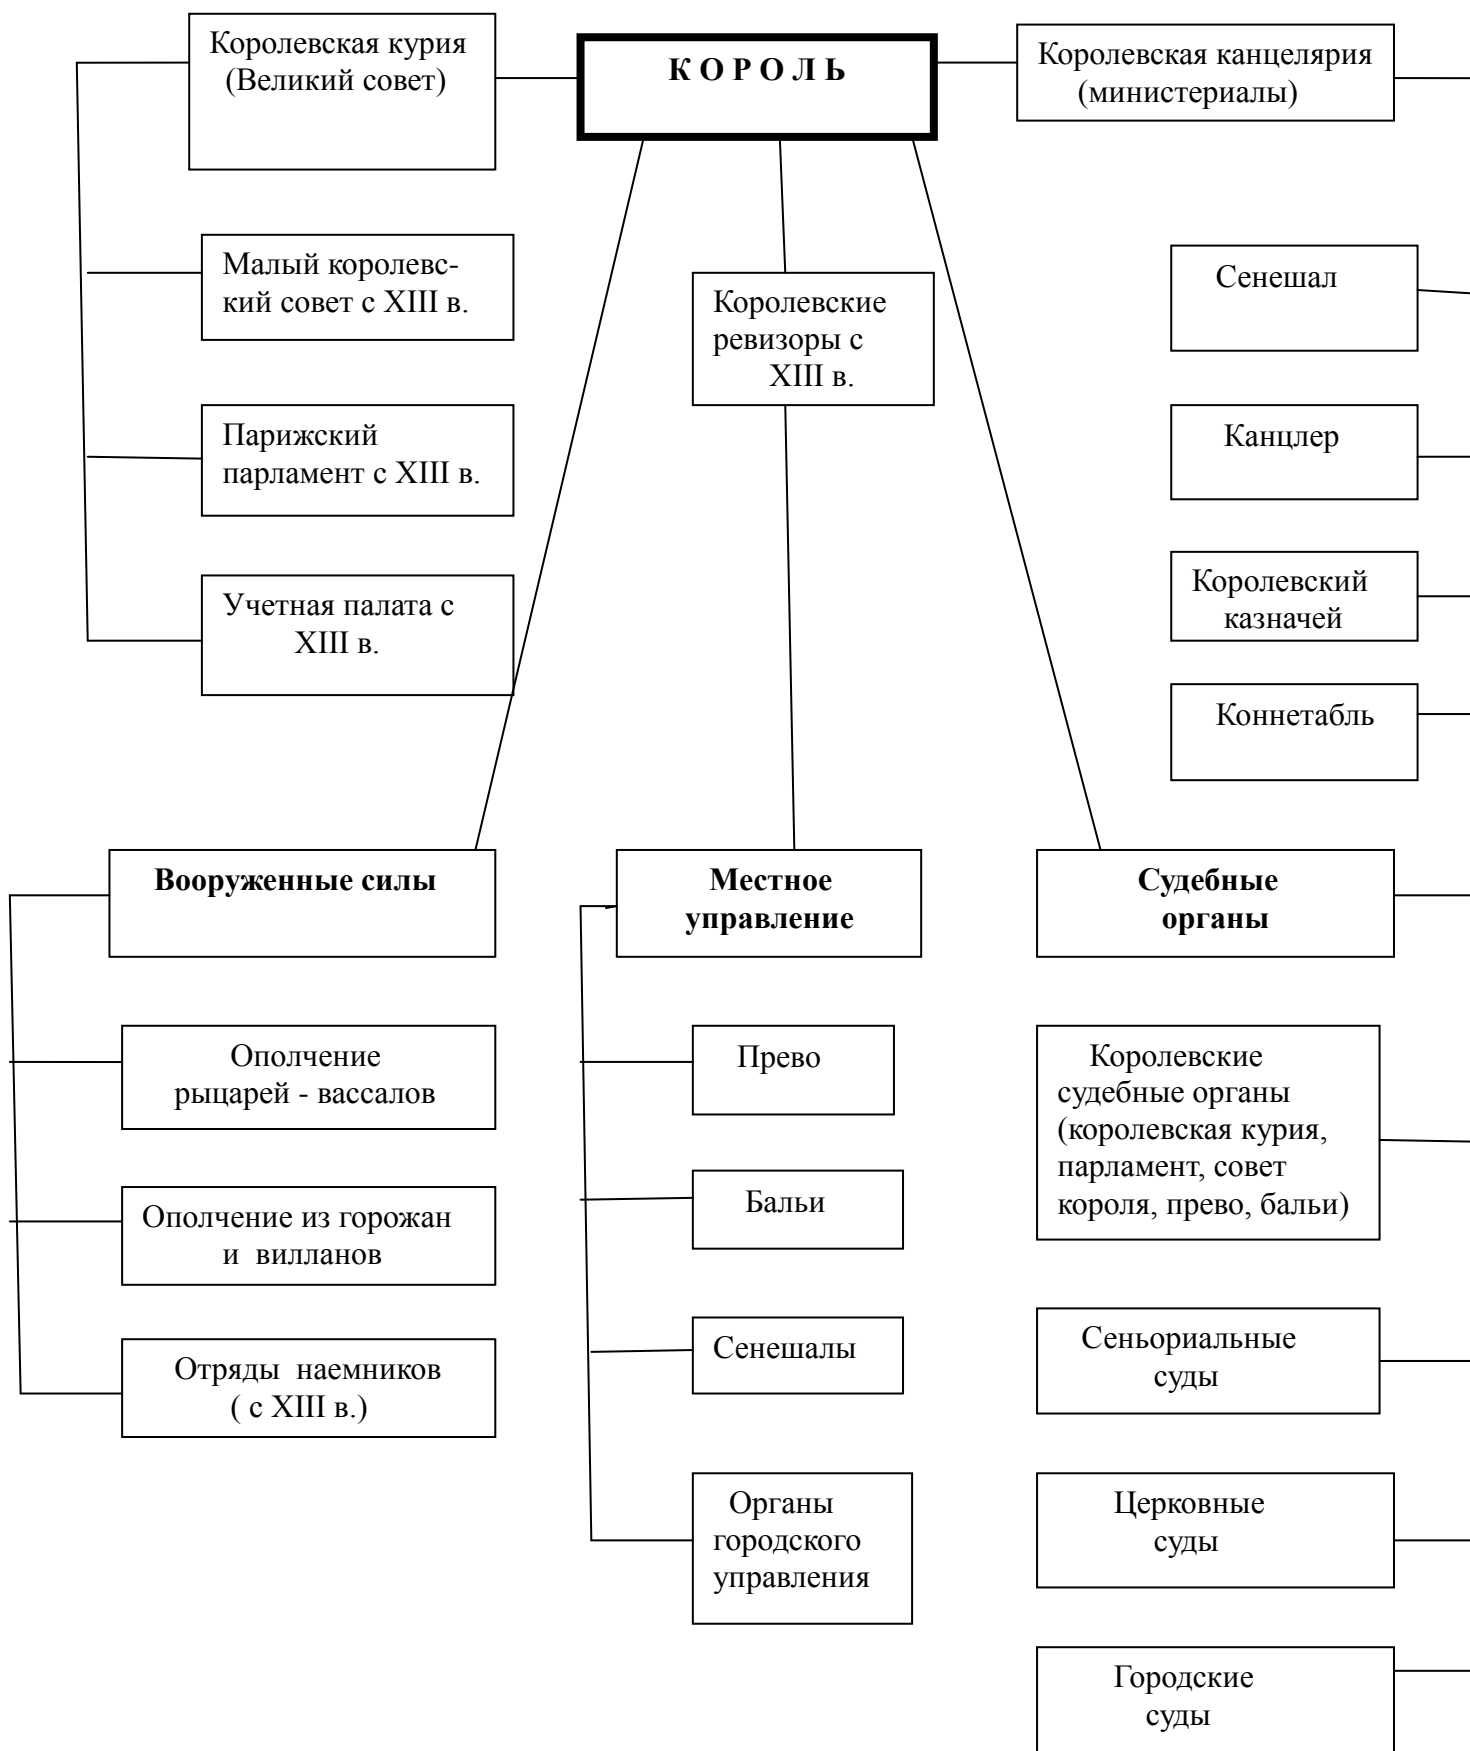 Королевская курия
(Великий совет)
К О Р О Л Ь
Королевская канцелярия
(министериалы)
Малый королевс-
кий совет с XIII в.
Королевские
ревизоры с
XIII в.
Сенешал
Парижский
парламент с XIII в.
Канцлер
Учетная палата с
XIII в.
Королевский
казначей
Коннетабль
Вооруженные силы
Местное
управление
Судебные
органы
Ополчение
рыцарей - вассалов
Ополчение из горожан
и вилланов
Отряды наемников
( с XIII в.)
Прево
Бальи
Сенешалы
Органы
городского
управления
Королевские
судебные органы
(королевская курия,
парламент, совет
короля, прево, бальи)
Сеньориальные
суды
Церковные
суды
Городские
суды